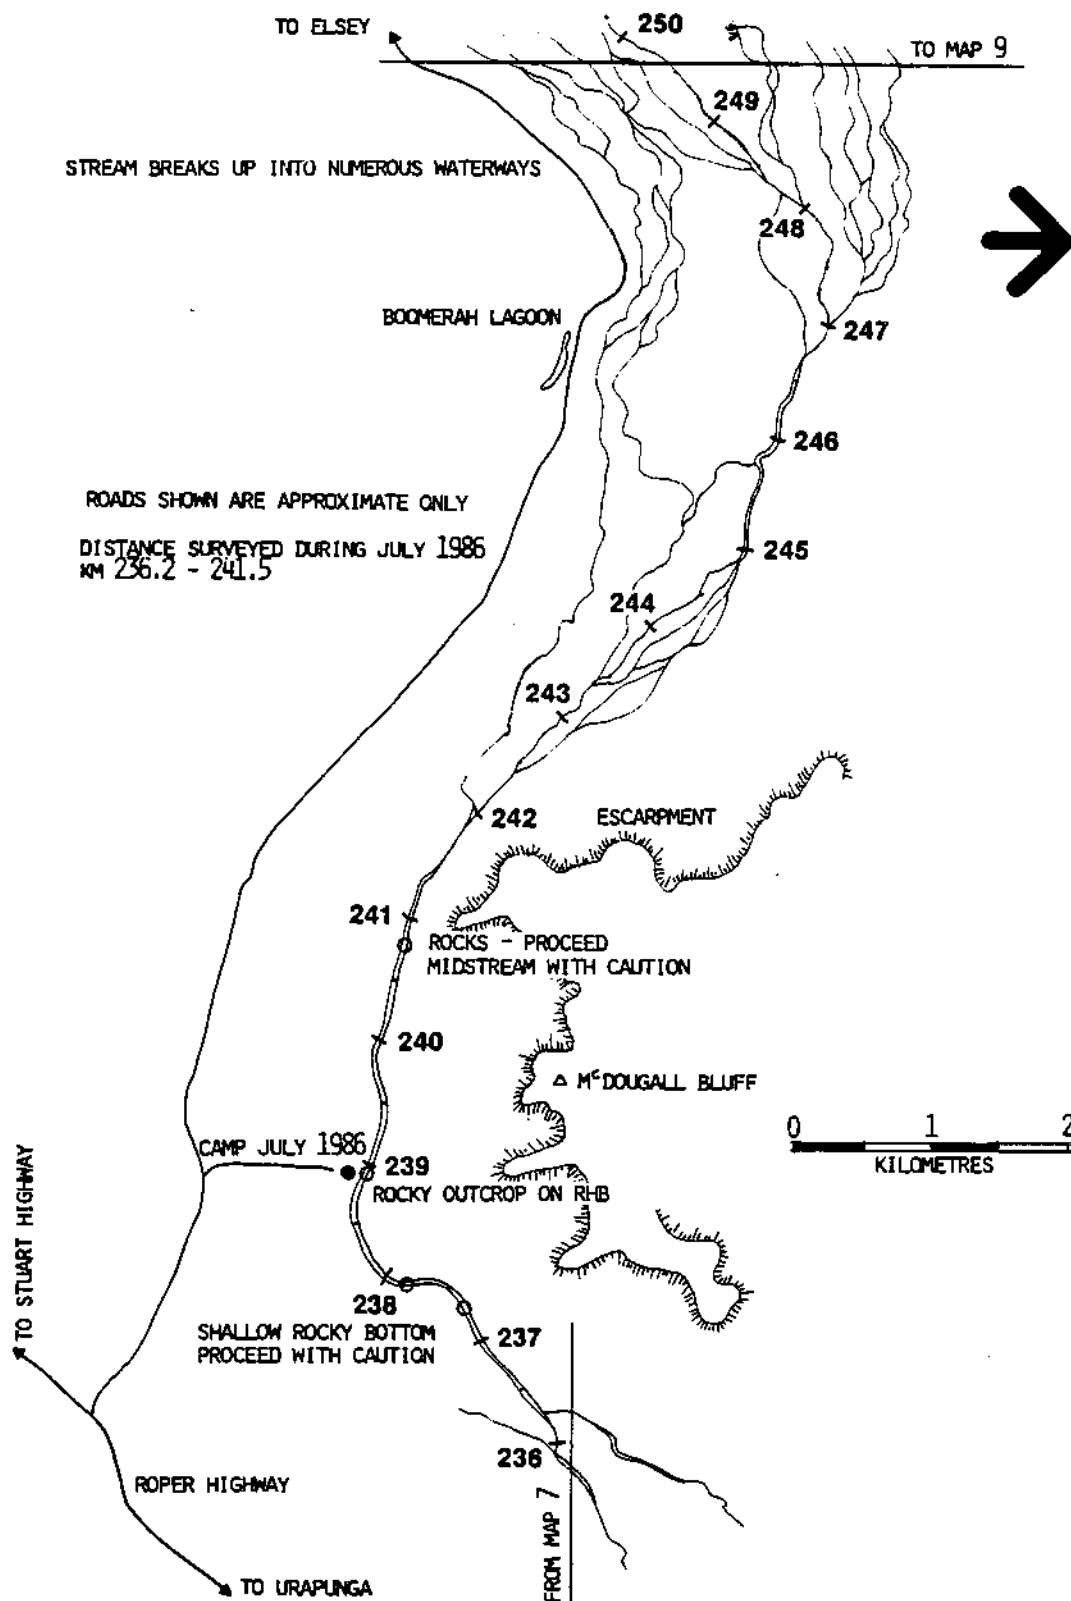 TO ELSEY
250
TO MAP 9
249
STREAM BREAKS UP INTO NUMEROUS WATERWAYS
248
BOOMERAH LAGOON
247
246
ROADS SHOWN ARE APPROXIMATE ONLY
DISTANCE SURVEYED DURING JULY 1986
KM 236.2 - 241.5
245
244
243
242
ESCARPMENT
241
ROCKS - PROCEED
MIDSTREAM WITH CAUTION
240
McDOUGALL BLUFF
0 1 2
KILOMETRES
CAMP JULY 1986
239
ROCKY OUTCROP ON RHB
TO STUART HIGHWAY
238
SHALLOW ROCKY BOTTOM
PROCEED WITH CAUTION
237
236
ROPER HIGHWAY
FROM MAP 7
TO URAPUNGA